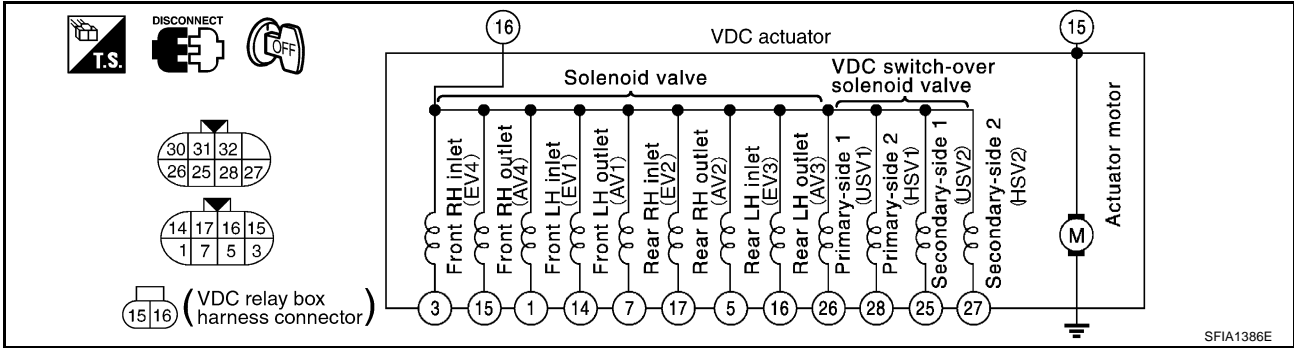 DISCONNECT
T.S.
OFF
16
VDC actuator
15
Solenoid valve
VDC switch-over
solenoid valve
30 31 32
26 25 28 27
14 17 16 15
1 7 5 3
15 16
(VDC relay box
harness connector)
Front RH inlet
(EV4)
Front RH outlet
(AV4)
Front LH inlet
(EV1)
Front LH outlet
(AV1)
Rear RH inlet
(EV2)
Rear RH outlet
(AV2)
Rear LH inlet
(EV3)
Rear LH outlet
(AV3)
Primary-side 1
(USV1)
Primary-side 2
(HSV1)
Secondary-side 1
(USV2)
Secondary-side 2
(HSV2)
M
Actuator motor
3 15 1 14 7 17 5 16 26 28 25 27
SFIA1386E